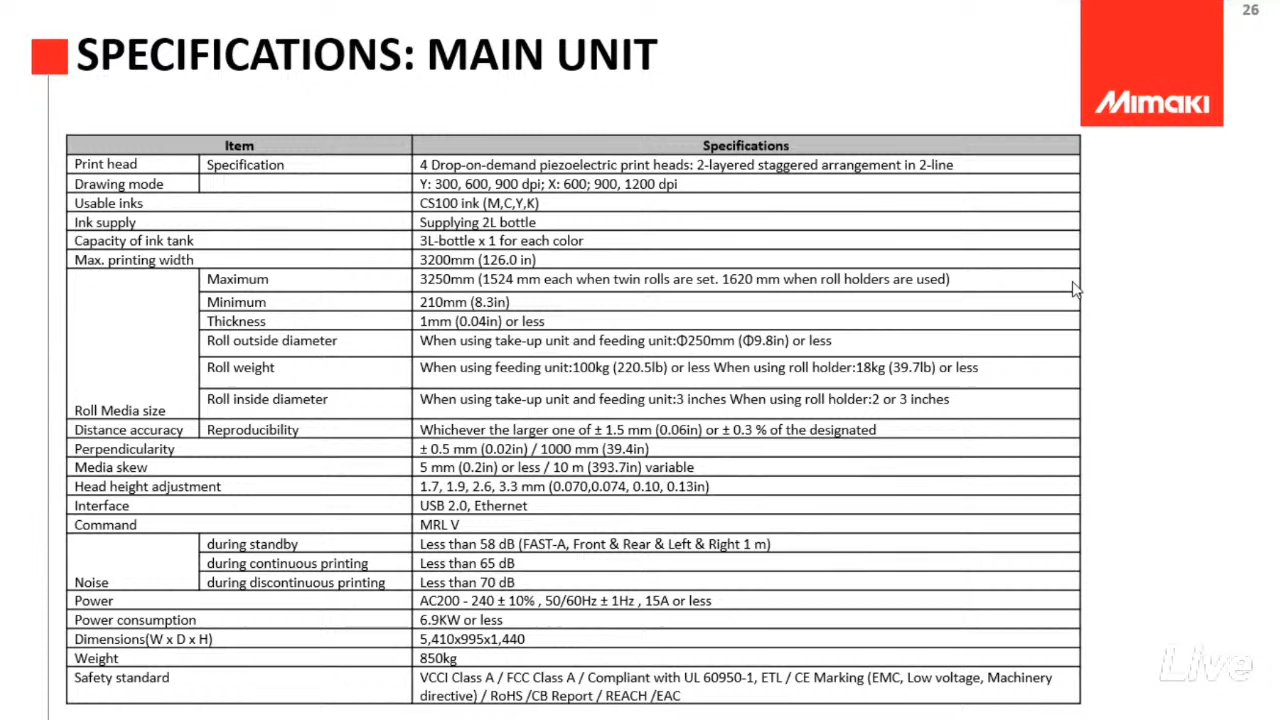 26
SPECIFICATIONS: MAIN UNIT
Mimaki
Item Specifications
Print head Specification 4 Drop-on-demand piezoelectric print heads: 2-layered staggered arrangement in 2-line
Drawing mode Y: 300, 600, 900 dpi; X: 600; 900, 1200 dpi
Usable inks CS100 ink (M,C,Y,K)
Ink supply Supplying 2L bottle
Capacity of ink tank 3L-bottle x 1 for each color
Max. printing width 3200mm (126.0 in)
Maximum 3250mm (1524 mm each when twin rolls are set. 1620 mm when roll holders are used)
Minimum 210mm (8.3in)
Thickness 1mm (0.04in) or less
Roll outside diameter When using take-up unit and feeding unit:Φ250mm (Φ9.8in) or less
Roll weight When using feeding unit:100kg (220.5lb) or less When using roll holder:18kg (39.7lb) or less
Roll inside diameter When using take-up unit and feeding unit:3 inches When using roll holder:2 or 3 inches
Roll Media size
Distance accuracy Reproducibility Whichever the larger one of ± 1.5 mm (0.06in) or ± 0.3 % of the designated
Perpendicularity ± 0.5 mm (0.02in) / 1000 mm (39.4in)
Media skew 5 mm (0.2in) or less / 10 m (393.7in) variable
Head height adjustment 1.7, 1.9, 2.6, 3.3 mm (0.070,0.074, 0.10, 0.13in)
Interface USB 2.0, Ethernet
Command MRL V
during standby Less than 58 dB (FAST-A, Front & Rear & Left & Right 1 m)
during continuous printing Less than 65 dB
Noise during discontinuous printing Less than 70 dB
Power AC200 - 240 ± 10% , 50/60Hz ± 1Hz , 15A or less
Power consumption 6.9KW or less
Dimensions(W x D x H) 5,410x995x1,440
Weight 850kg
Safety standard VCCI Class A / FCC Class A / Compliant with UL 60950-1, ETL / CE Marking (EMC, Low voltage, Machinery
directive) / RoHS /CB Report / REACH /EAC
Live